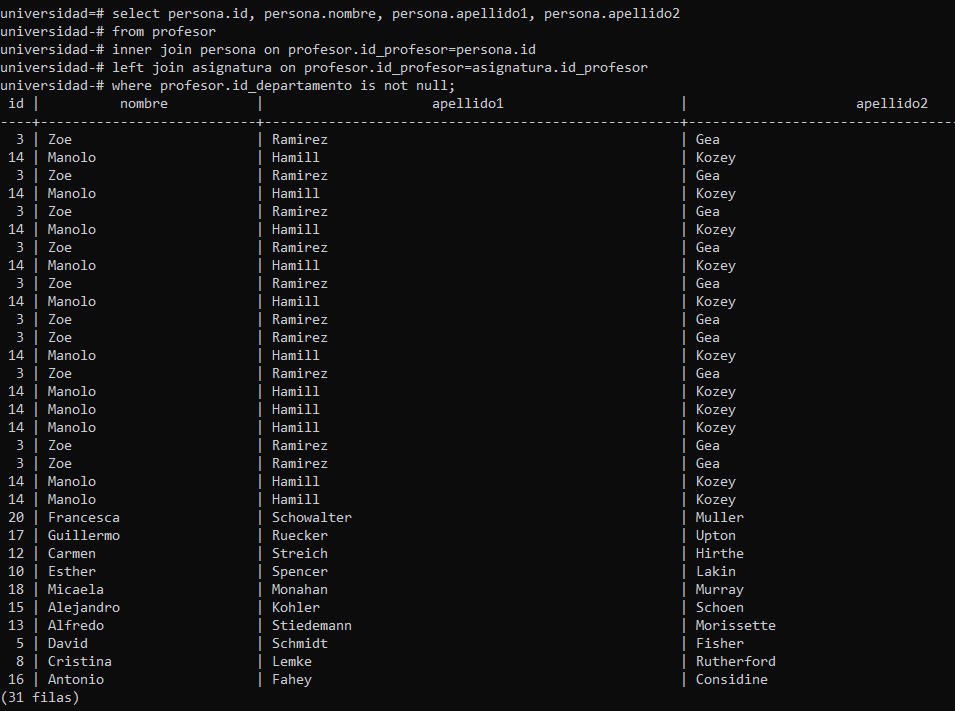 universidad=# select persona.id, persona.nombre, persona.apellido1, persona.apellido2
universidad-# from profesor
universidad-# inner join persona on profesor.id_profesor=persona.id
universidad-# left join asignatura on profesor.id_profesor=asignatura.id_profesor
universidad-# where profesor.id_departamento is not null;
 id |          nombre           |                     apellido1                      |                     apellido2
----+---------------------------+----------------------------------------------------+---------------------------------
  3 | Zoe                       | Ramirez                                            | Gea
 14 | Manolo                    | Hamill                                             | Kozey
  3 | Zoe                       | Ramirez                                            | Gea
 14 | Manolo                    | Hamill                                             | Kozey
  3 | Zoe                       | Ramirez                                            | Gea
 14 | Manolo                    | Hamill                                             | Kozey
  3 | Zoe                       | Ramirez                                            | Gea
 14 | Manolo                    | Hamill                                             | Kozey
  3 | Zoe                       | Ramirez                                            | Gea
 14 | Manolo                    | Hamill                                             | Kozey
  3 | Zoe                       | Ramirez                                            | Gea
  3 | Zoe                       | Ramirez                                            | Gea
 14 | Manolo                    | Hamill                                             | Kozey
  3 | Zoe                       | Ramirez                                            | Gea
 14 | Manolo                    | Hamill                                             | Kozey
 14 | Manolo                    | Hamill                                             | Kozey
 14 | Manolo                    | Hamill                                             | Kozey
  3 | Zoe                       | Ramirez                                            | Gea
  3 | Zoe                       | Ramirez                                            | Gea
 14 | Manolo                    | Hamill                                             | Kozey
 14 | Manolo                    | Hamill                                             | Kozey
 20 | Francesca                 | Schowalter                                         | Muller
 17 | Guillermo                 | Ruecker                                            | Upton
 12 | Carmen                    | Streich                                            | Hirthe
 10 | Esther                    | Spencer                                            | Lakin
 18 | Micaela                   | Monahan                                            | Murray
 15 | Alejandro                 | Kohler                                             | Schoen
 13 | Alfredo                   | Stiedemann                                         | Morissette
  5 | David                     | Schmidt                                            | Fisher
  8 | Cristina                  | Lemke                                              | Rutherford
 16 | Antonio                   | Fahey                                              | Considine
(31 filas)